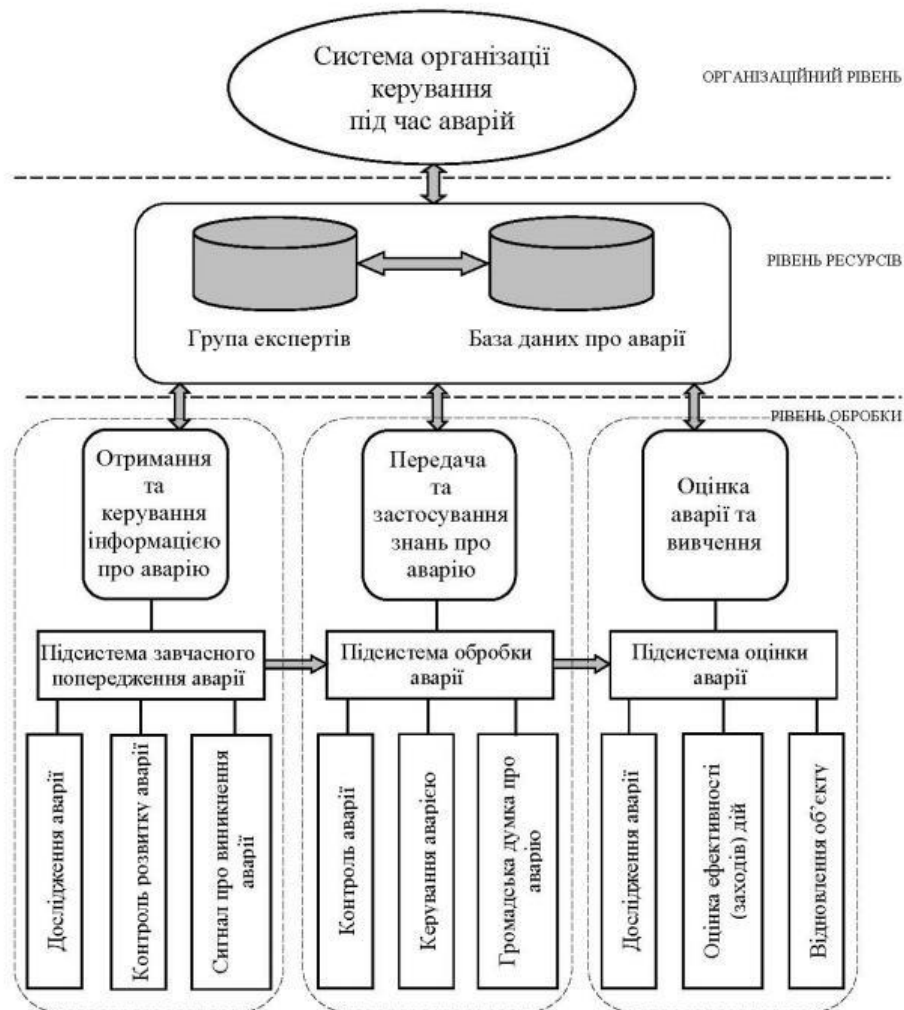 Система організації
керування
під час аварій
ОРГАНІЗАЦІЙНИЙ РІВЕНЬ
РІВЕНЬ РЕСУРСІВ
Група експертів
База даних про аварії
РІВЕНЬ ОБРОБКИ
Отримання
та
керування
інформацією
про аварію
Передача
та
застосування
знань про
аварію
Оцінка
аварії та
вивчення
Підсистема завчасного
попередження аварії
Підсистема обробки
аварії
Підсистема оцінки
аварії
Дослідження аварії
Контроль розвитку аварії
Сигнал про виникнення
аварії
Контроль аварії
Керування аварією
Громадська думка про
аварію
Дослідження аварії
Оцінка ефективності
(заходів) дій
Відновлення об’єкту